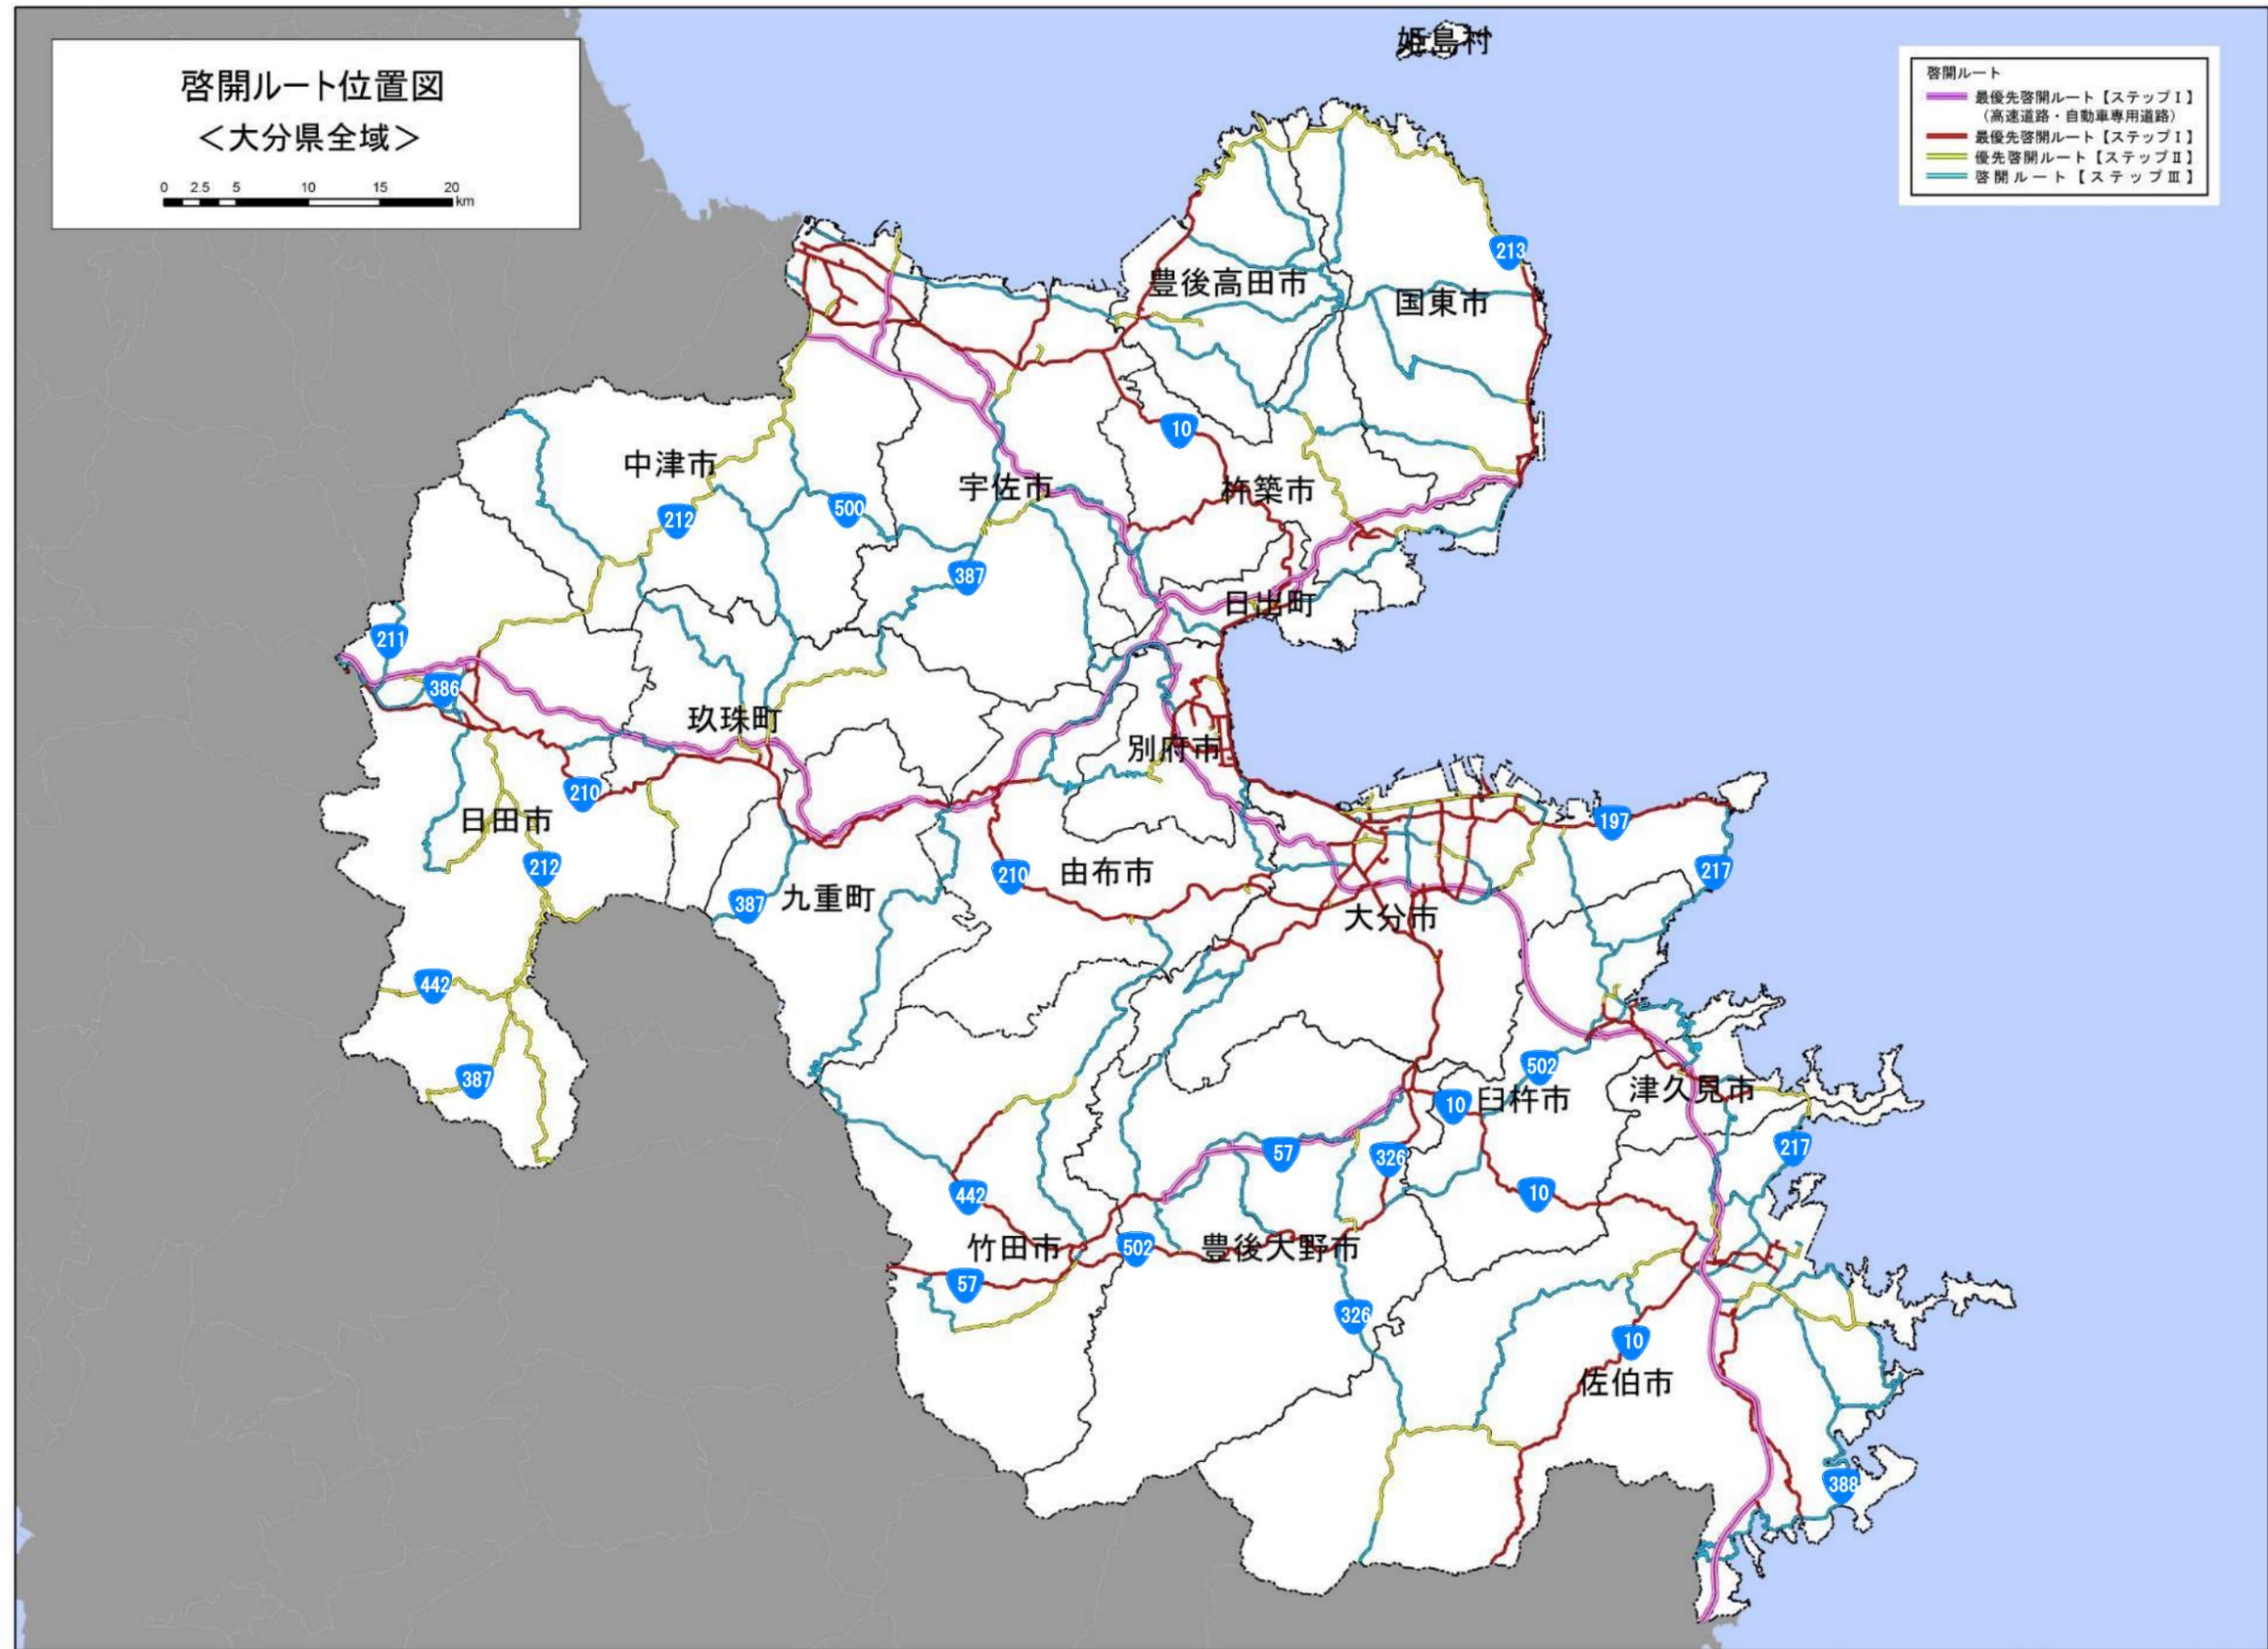 啓開ルート位置図
＜大分県全域＞
0 2.5 5 10 15 20
km
啓開ルート
最優先啓開ルート【ステップⅠ】
（高速道路・自動車専用道路）
最優先啓開ルート【ステップⅠ】
優先啓開ルート【ステップⅡ】
啓開ルート【ステップⅢ】
姫島村
213
豊後高田市
国東市
10
中津市
宇佐市
杵築市
500
212
387
日出町
211
386
玖珠町
別府市
210
日田市
197
212
210
由布市
217
387
九重町
大分市
442
502
387
津久見市
10
臼杵市
57
326
217
442
10
竹田市
502
豊後大野市
57
326
10
佐伯市
388